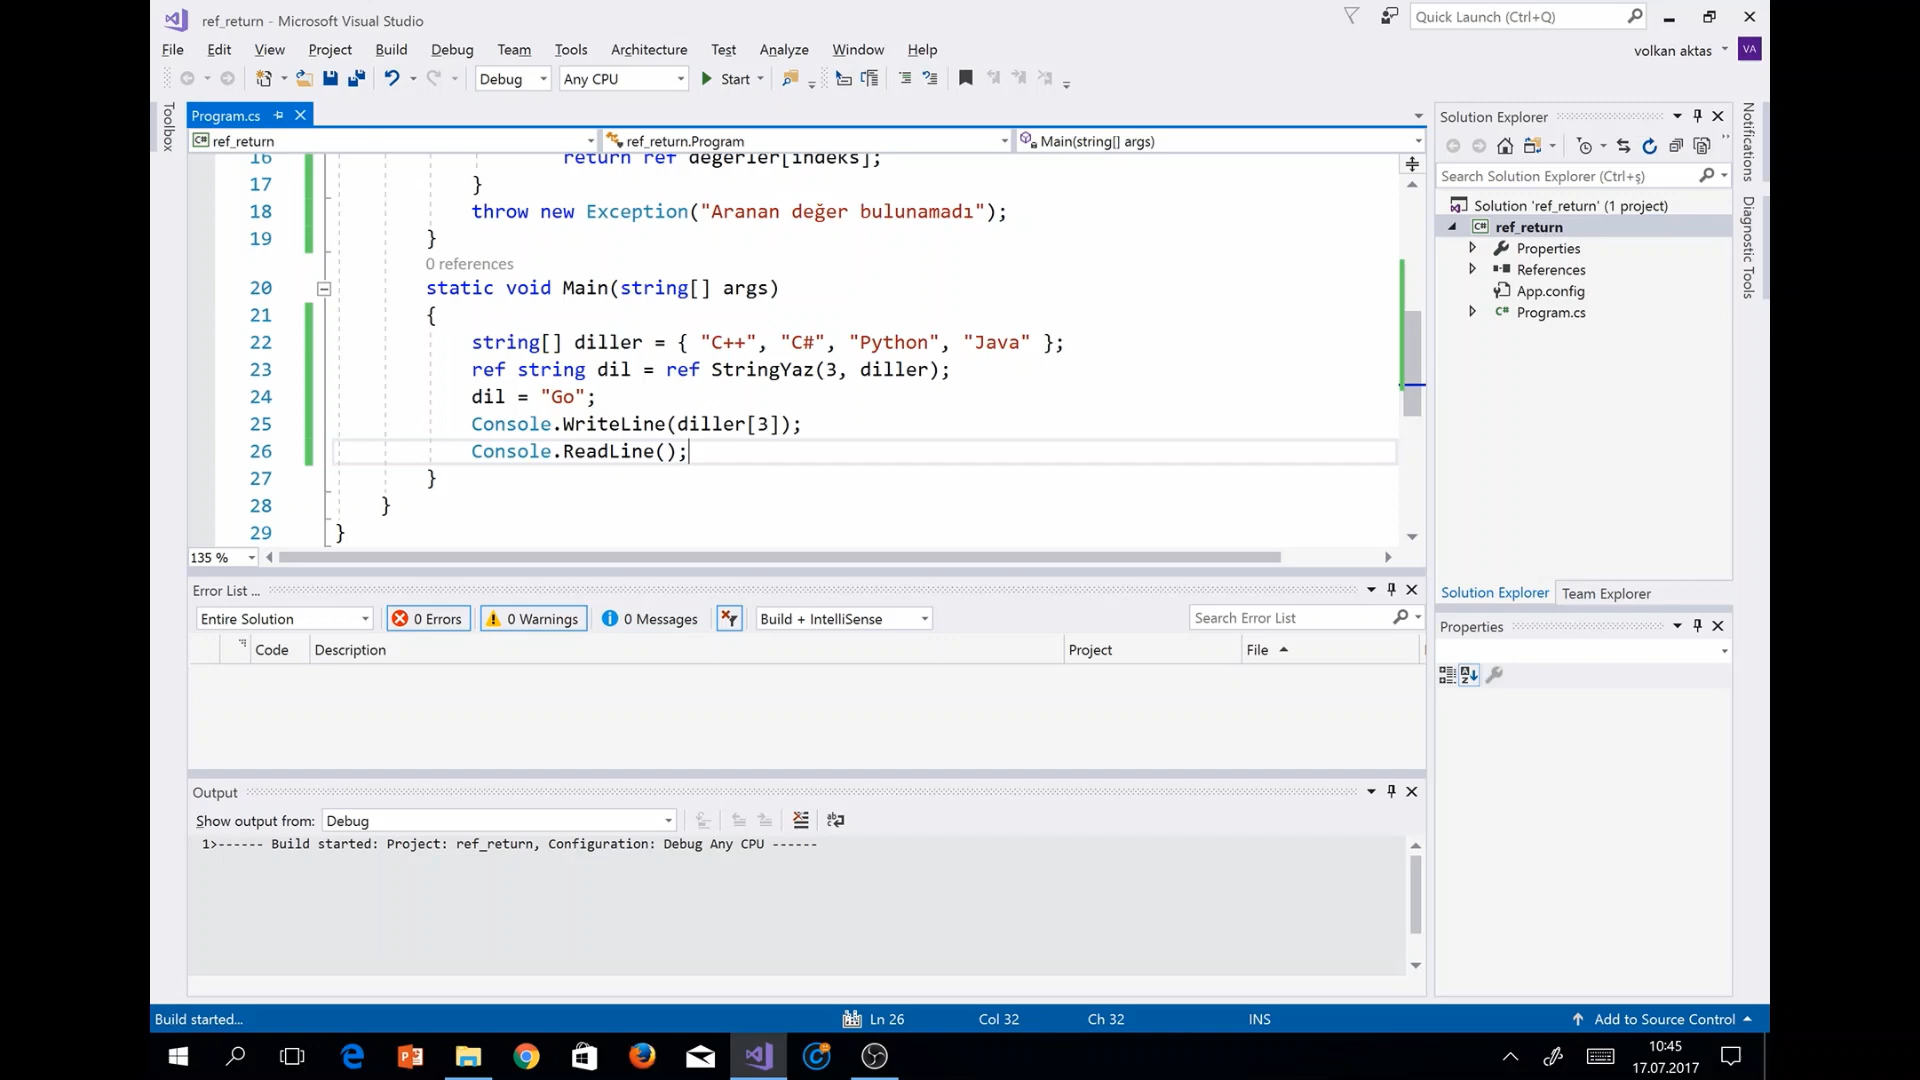 ref_return - Microsoft Visual Studio
Quick Launch (Ctrl+Q)
File Edit View Project Build Debug Team Tools Architecture Test Analyze Window Help
volkan aktas VA
Debug Any CPU Start
Toolbox
Program.cs
ref_return ref_return.Program Main(string[] args)
16 return ref degerler[indeks];
17 }
18 throw new Exception("Aranan değer bulunamadı");
19 }
0 references
20 static void Main(string[] args)
21 {
22 string[] diller = { "C++", "C#", "Python", "Java" };
23 ref string dil = ref StringYaz(3, diller);
24 dil = "Go";
25 Console.WriteLine(diller[3]);
26 Console.ReadLine();
27 }
28 }
29 }
135 %
Error List ...
Entire Solution 0 Errors 0 Warnings 0 Messages Build + IntelliSense Search Error List
Code Description Project File
Output
Show output from: Debug
1>------ Build started: Project: ref_return, Configuration: Debug Any CPU ------
Solution Explorer
Search Solution Explorer (Ctrl+ş)
Solution 'ref_return' (1 project)
C# ref_return
Properties
References
App.config
C# Program.cs
Solution Explorer Team Explorer
Properties
Notifications
Diagnostic Tools
Build started... Ln 26 Col 32 Ch 32 INS Add to Source Control
10:45
17.07.2017